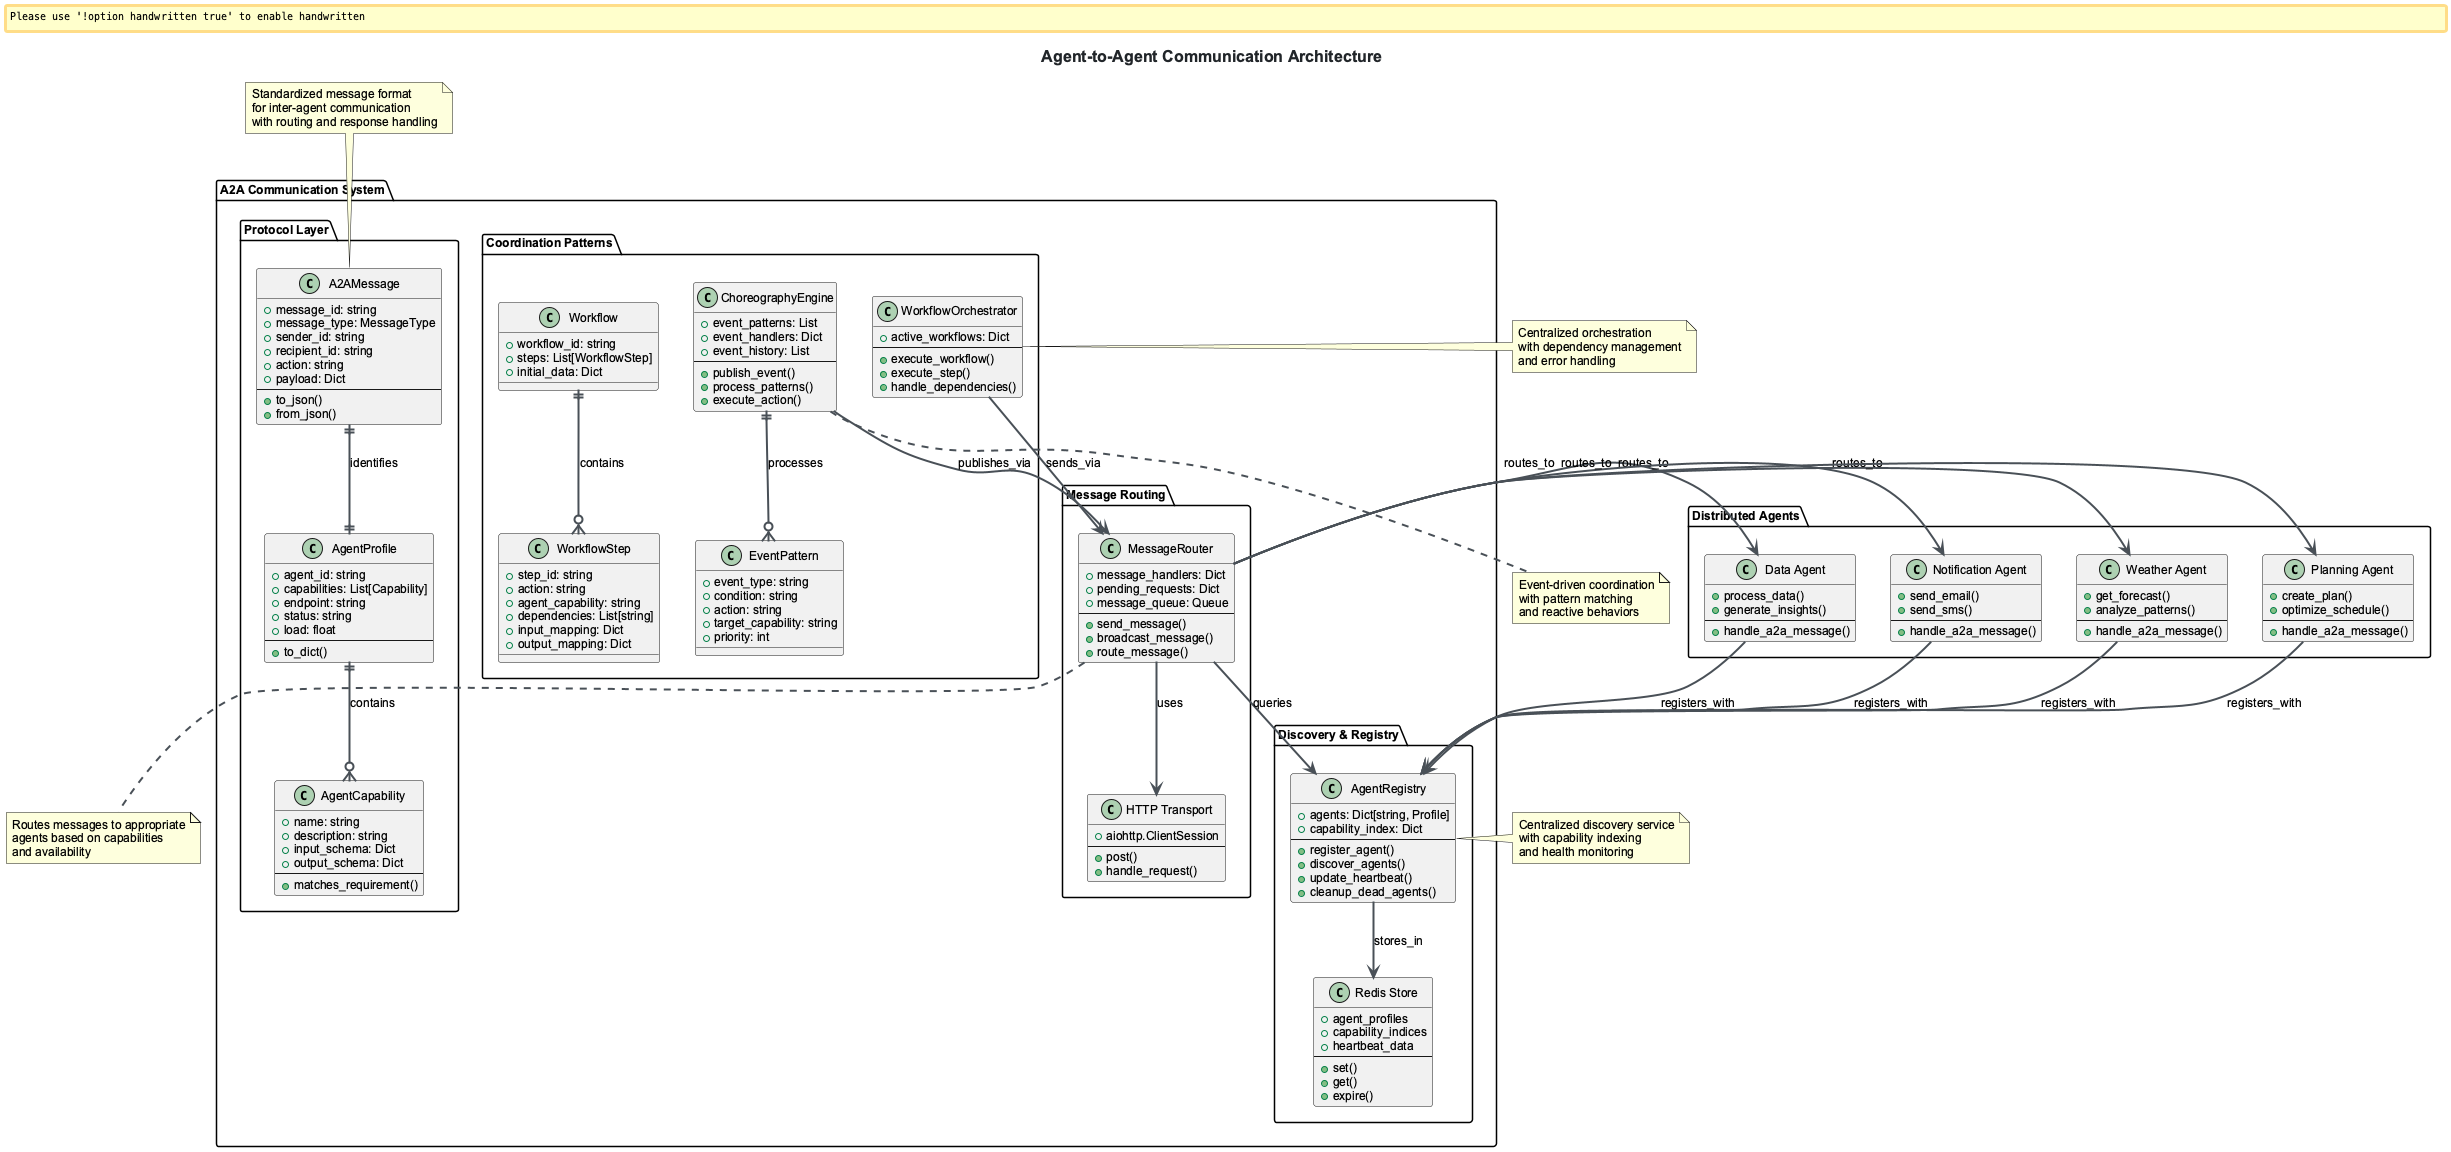 Please use '!option handwritten true' to enable handwritten
Agent-to-Agent Communication Architecture
Standardized message format
for inter-agent communication
with routing and response handling
A2A Communication System
Protocol Layer
C A2AMessage
message_id: string
message_type: MessageType
sender_id: string
recipient_id: string
action: string
payload: Dict
to_json()
from_json()
identifies
C AgentProfile
agent_id: string
capabilities: List[Capability]
endpoint: string
status: string
load: float
to_dict()
contains
C AgentCapability
name: string
description: string
input_schema: Dict
output_schema: Dict
matches_requirement()
Coordination Patterns
C Workflow
workflow_id: string
steps: List[WorkflowStep]
initial_data: Dict
contains
C WorkflowStep
step_id: string
action: string
agent_capability: string
dependencies: List[string]
input_mapping: Dict
output_mapping: Dict
C ChoreographyEngine
event_patterns: List
event_handlers: Dict
event_history: List
publish_event()
process_patterns()
execute_action()
processes
C EventPattern
event_type: string
condition: string
action: string
target_capability: string
priority: int
C WorkflowOrchestrator
active_workflows: Dict
execute_workflow()
execute_step()
handle_dependencies()
Centralized orchestration
with dependency management
and error handling
publishes_via
sends_via
Message Routing
C MessageRouter
message_handlers: Dict
pending_requests: Dict
message_queue: Queue
send_message()
broadcast_message()
route_message()
uses
queries
C HTTP Transport
aiohttp.ClientSession
post()
handle_request()
Routes messages to appropriate
agents based on capabilities
and availability
Event-driven coordination
with pattern matching
and reactive behaviors
routes_to
routes_to
routes_to
routes_to
Distributed Agents
C Data Agent
process_data()
generate_insights()
handle_a2a_message()
C Notification Agent
send_email()
send_sms()
handle_a2a_message()
C Weather Agent
get_forecast()
analyze_patterns()
handle_a2a_message()
C Planning Agent
create_plan()
optimize_schedule()
handle_a2a_message()
registers_with
registers_with
registers_with
registers_with
Discovery & Registry
C AgentRegistry
agents: Dict[string, Profile]
capability_index: Dict
register_agent()
discover_agents()
update_heartbeat()
cleanup_dead_agents()
Centralized discovery service
with capability indexing
and health monitoring
stores_in
C Redis Store
agent_profiles
capability_indices
heartbeat_data
set()
get()
expire()